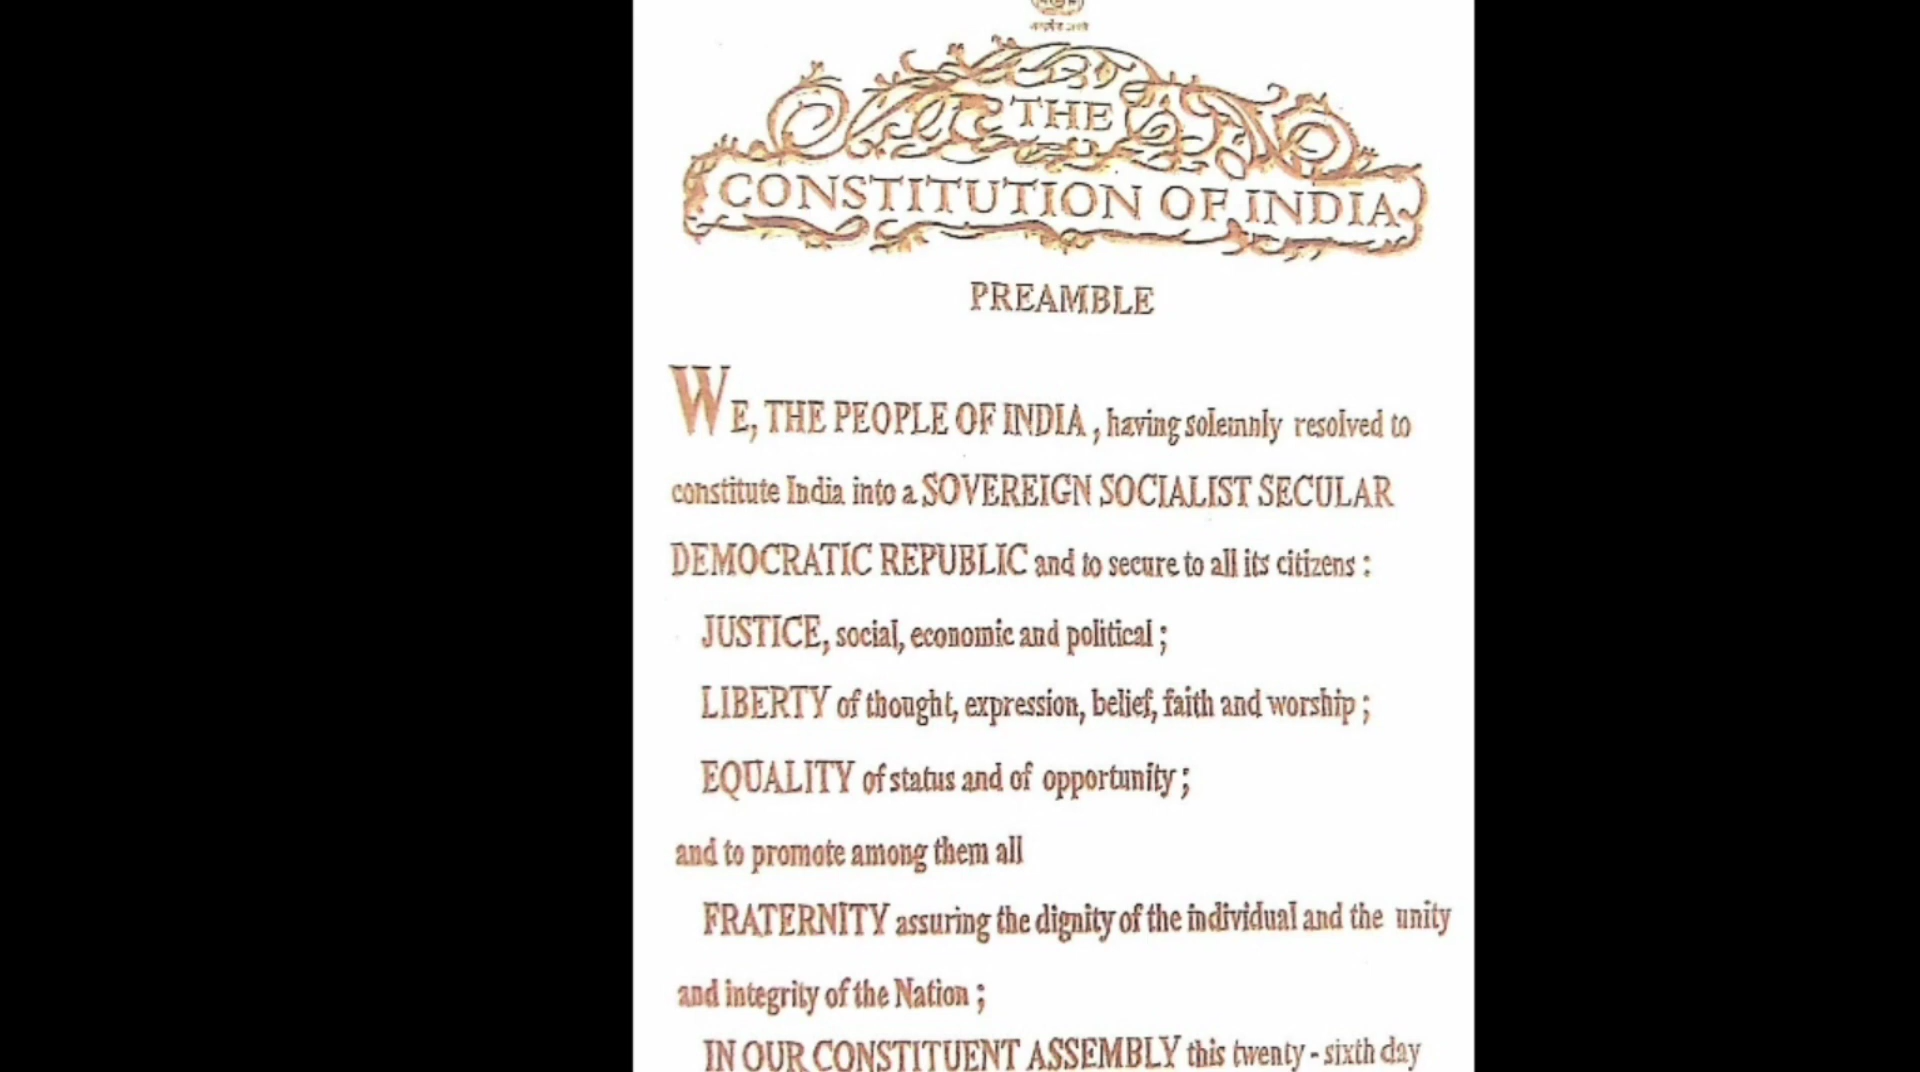 THE
CONSTITUTION OF INDIA
PREAMBLE
WE, THE PEOPLE OF INDIA, having solemnly resolved to
constitute India into a SOVEREIGN SOCIALIST SECULAR
DEMOCRATIC REPUBLIC and to secure to all its citizens :
JUSTICE, social, economic and political ;
LIBERTY of thought, expression, belief, faith and worship ;
EQUALITY of status and of opportunity ;
and to promote among them all
FRATERNITY assuring the dignity of the individual and the unity
and integrity of the Nation ;
IN OUR CONSTITUENT ASSEMBLY this twenty - sixth day